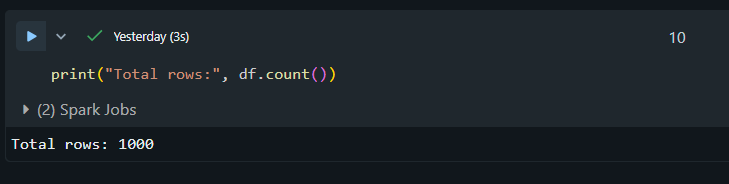 Yesterday (3s)
10
print("Total rows:", df.count())
(2) Spark Jobs
Total rows: 1000